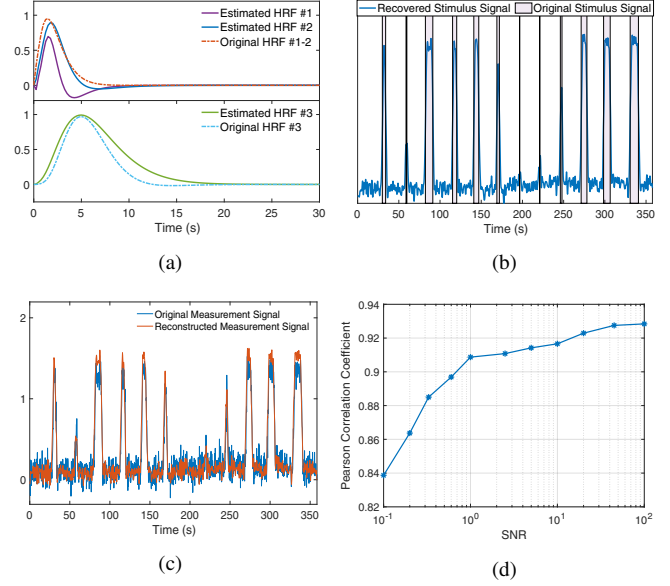 Estimated HRF #1
Estimated HRF #2
Original HRF #1-2
1
0.5
0
Estimated HRF #3
Original HRF #3
1
0.5
0
0 5 10 15 20 25 30
Time (s)
(a)
Recovered Stimulus Signal
Original Stimulus Signal
0 50 100 150 200 250 300 350
Time (s)
(b)
Original Measurement Signal
Reconstructed Measurement Signal
2
1
0
0 50 100 150 200 250 300 350
Time (s)
(c)
Pearson Correlation Coefficient
0.94
0.92
0.9
0.88
0.86
0.84
0.82
10^-1 10^0 10^1 10^2
SNR
(d)